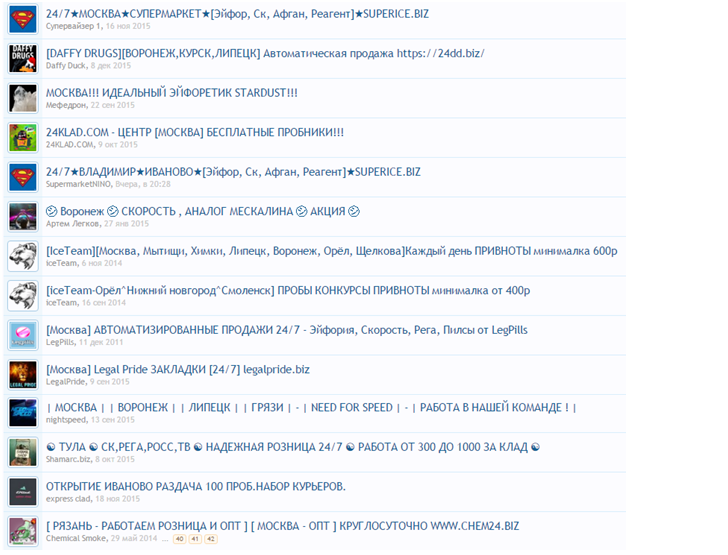 24/7★МОСКВА★СУПЕРМАРКЕТ★[Эйфор, Ск, Афган, Реагент]★SUPERICE.BIZ
Супервайзер 1, 16 ноя 2015
DAFFY DRUGS
[DAFFY DRUGS][ВОРОНЕЖ,КУРСК,ЛИПЕЦК] Автоматическая продажа https://24dd.biz/
Daffy Duck, 8 дек 2015
МОСКВА!!! ИДЕАЛЬНЫЙ ЭЙФОРЕТИК STARDUST!!!
Мефедрон, 22 сен 2015
24KLAD.COM - ЦЕНТР [МОСКВА] БЕСПЛАТНЫЕ ПРОБНИКИ!!!
24KLAD.COM, 9 окт 2015
24/7★ВЛАДИМИР★ИВАНОВО★[Эйфор, Ск, Афган, Реагент]★SUPERICE.BIZ
SupermarketNINO, Вчера, в 20:28
㋡ Воронеж ㋡ СКОРОСТЬ , АНАЛОГ МЕСКАЛИНА ㋡ АКЦИЯ ㋡
Артем Легков, 27 янв 2015
[IceTeam][Москва, Мытищи, Химки, Липецк, Воронеж, Орёл, Щелкова]Каждый день ПРИВНОТЫ минималка 600р
iceTeam, 6 ноя 2014
[iceTeam-Орёл^Нижний новгород^Смоленск] ПРОБЫ КОНКУРСЫ ПРИВНОТЫ минималка от 400р
iceTeam, 16 сен 2014
[Москва] АВТОМАТИЗИРОВАННЫЕ ПРОДАЖИ 24/7 - Эйфория, Скорость, Рега, Пилсы от LegPills
LegPills, 11 дек 2011
LEGAL PRIDE
[Москва] Legal Pride ЗАКЛАДКИ [24/7] legalpride.biz
LegalPride, 9 сен 2015
| МОСКВА | | ВОРОНЕЖ | | ЛИПЕЦК | | ГРЯЗИ | - | NEED FOR SPEED | - | РАБОТА В НАШЕЙ КОМАНДЕ ! |
nightspeed, 13 сен 2015
☯ ТУЛА ☯ СК,РЕГА,РОСС,ТВ ☯ НАДЕЖНАЯ РОЗНИЦА 24/7 ☯ РАБОТА ОТ 300 ДО 1000 ЗА КЛАД ☯
Shamarc.biz, 8 окт 2015
ОТКРЫТИЕ ИВАНОВО РАЗДАЧА 100 ПРОБ.НАБОР КУРЬЕРОВ.
express clad, 18 ноя 2015
[ РЯЗАНЬ - РАБОТАЕМ РОЗНИЦА И ОПТ ] [ МОСКВА - ОПТ ] КРУГЛОСУТОЧНО WWW.CHEM24.BIZ
Chemical Smoke, 29 май 2014 ... 40 41 42